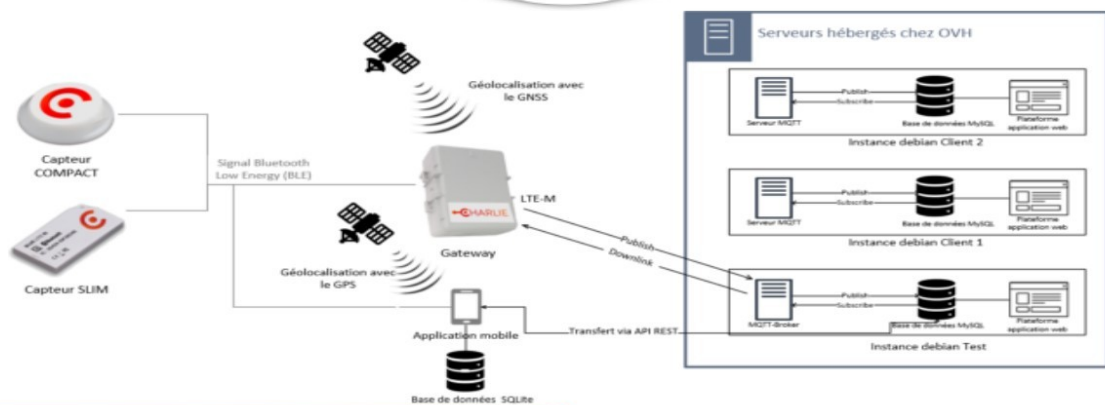 Serveurs hébergés chez OVH
Géolocalisation avec
le GNSS
Publish
Subscribe
Serveur MQTT
Base de données MySQL
Plateforme
application web
Instance debian Client 2
Capteur
COMPACT
Signal Bluetooth
Low Energy (BLE)
CHARLIE
LTE-M
Gateway
Publish
Subscribe
Serveur MQTT
Base de données MySQL
Plateforme
application web
Instance debian Client 1
Publish
Downlink
Capteur SLIM
Géolocalisation avec
le GPS
Publish
Subscribe
MQTT-Broker
Base de données MySQL
Plateforme
application web
Application mobile
Transfert via API REST
Instance debian Test
Base de données SQLite